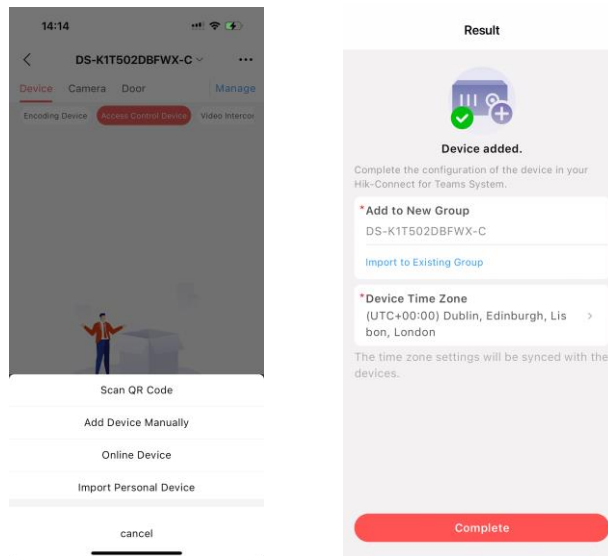 14:14
DS-K1T502DBFWX-C
Device Camera Door Manage
Encoding Device Access Control Device Video Intercom
Scan QR Code
Add Device Manually
Online Device
Import Personal Device
cancel
Result
Device added.
Complete the configuration of the device in your
Hik-Connect for Teams System.
*Add to New Group
DS-K1T502DBFWX-C
Import to Existing Group
*Device Time Zone
(UTC+00:00) Dublin, Edinburgh, Lis
bon, London
The time zone settings will be synced with the
devices.
Complete